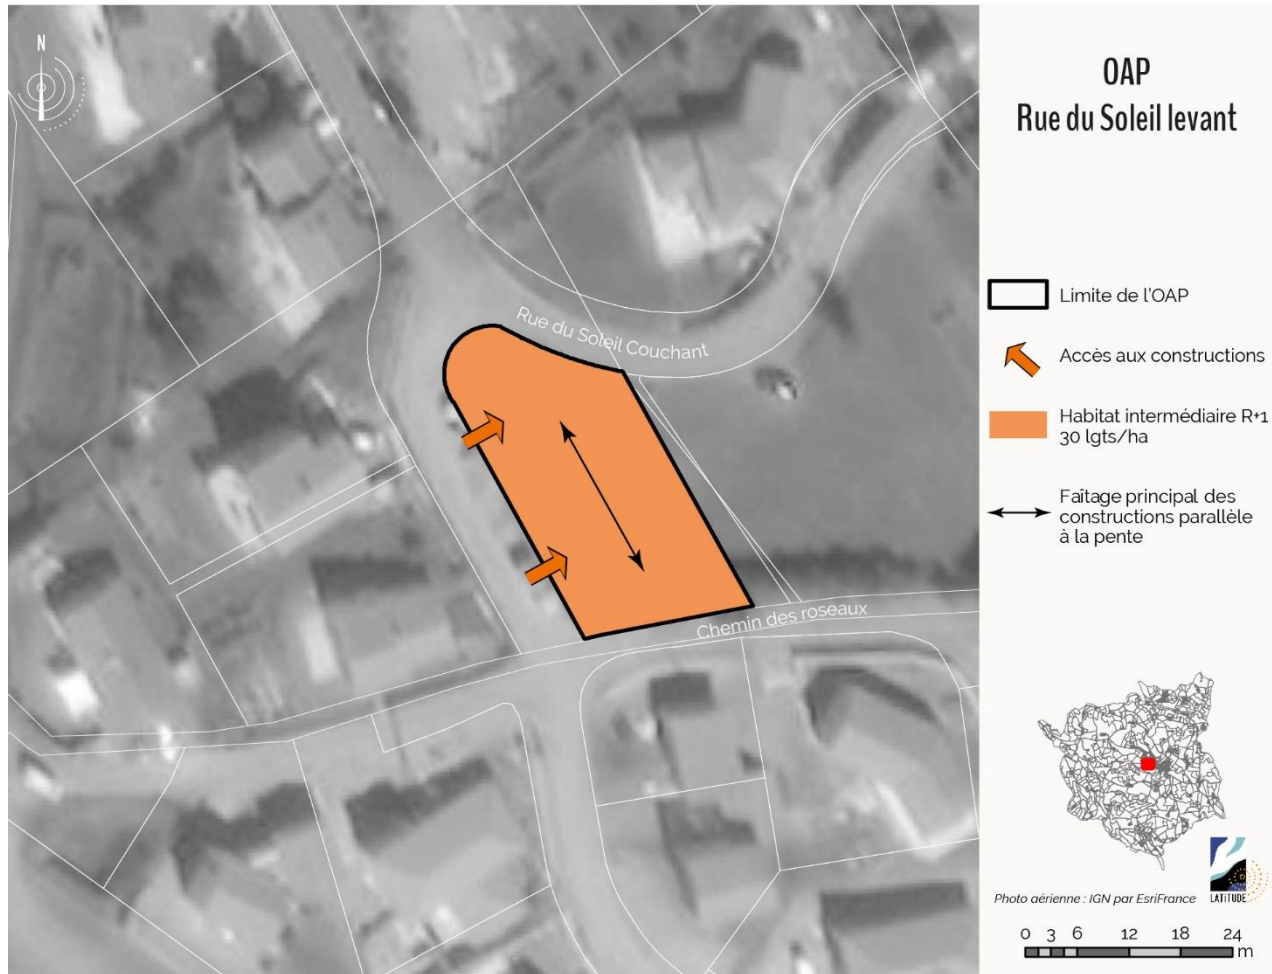 N
OAP
Rue du Soleil levant
Rue du Soleil Couchant
Chemin des roseaux
Limite de l'OAP
Accès aux constructions
Habitat intermédiaire R+1
30 lgts/ha
Faîtage principal des
constructions parallèle
à la pente
LATiTUDE
Photo aérienne : IGN par EsriFrance
0 3 6 12 18 24
m